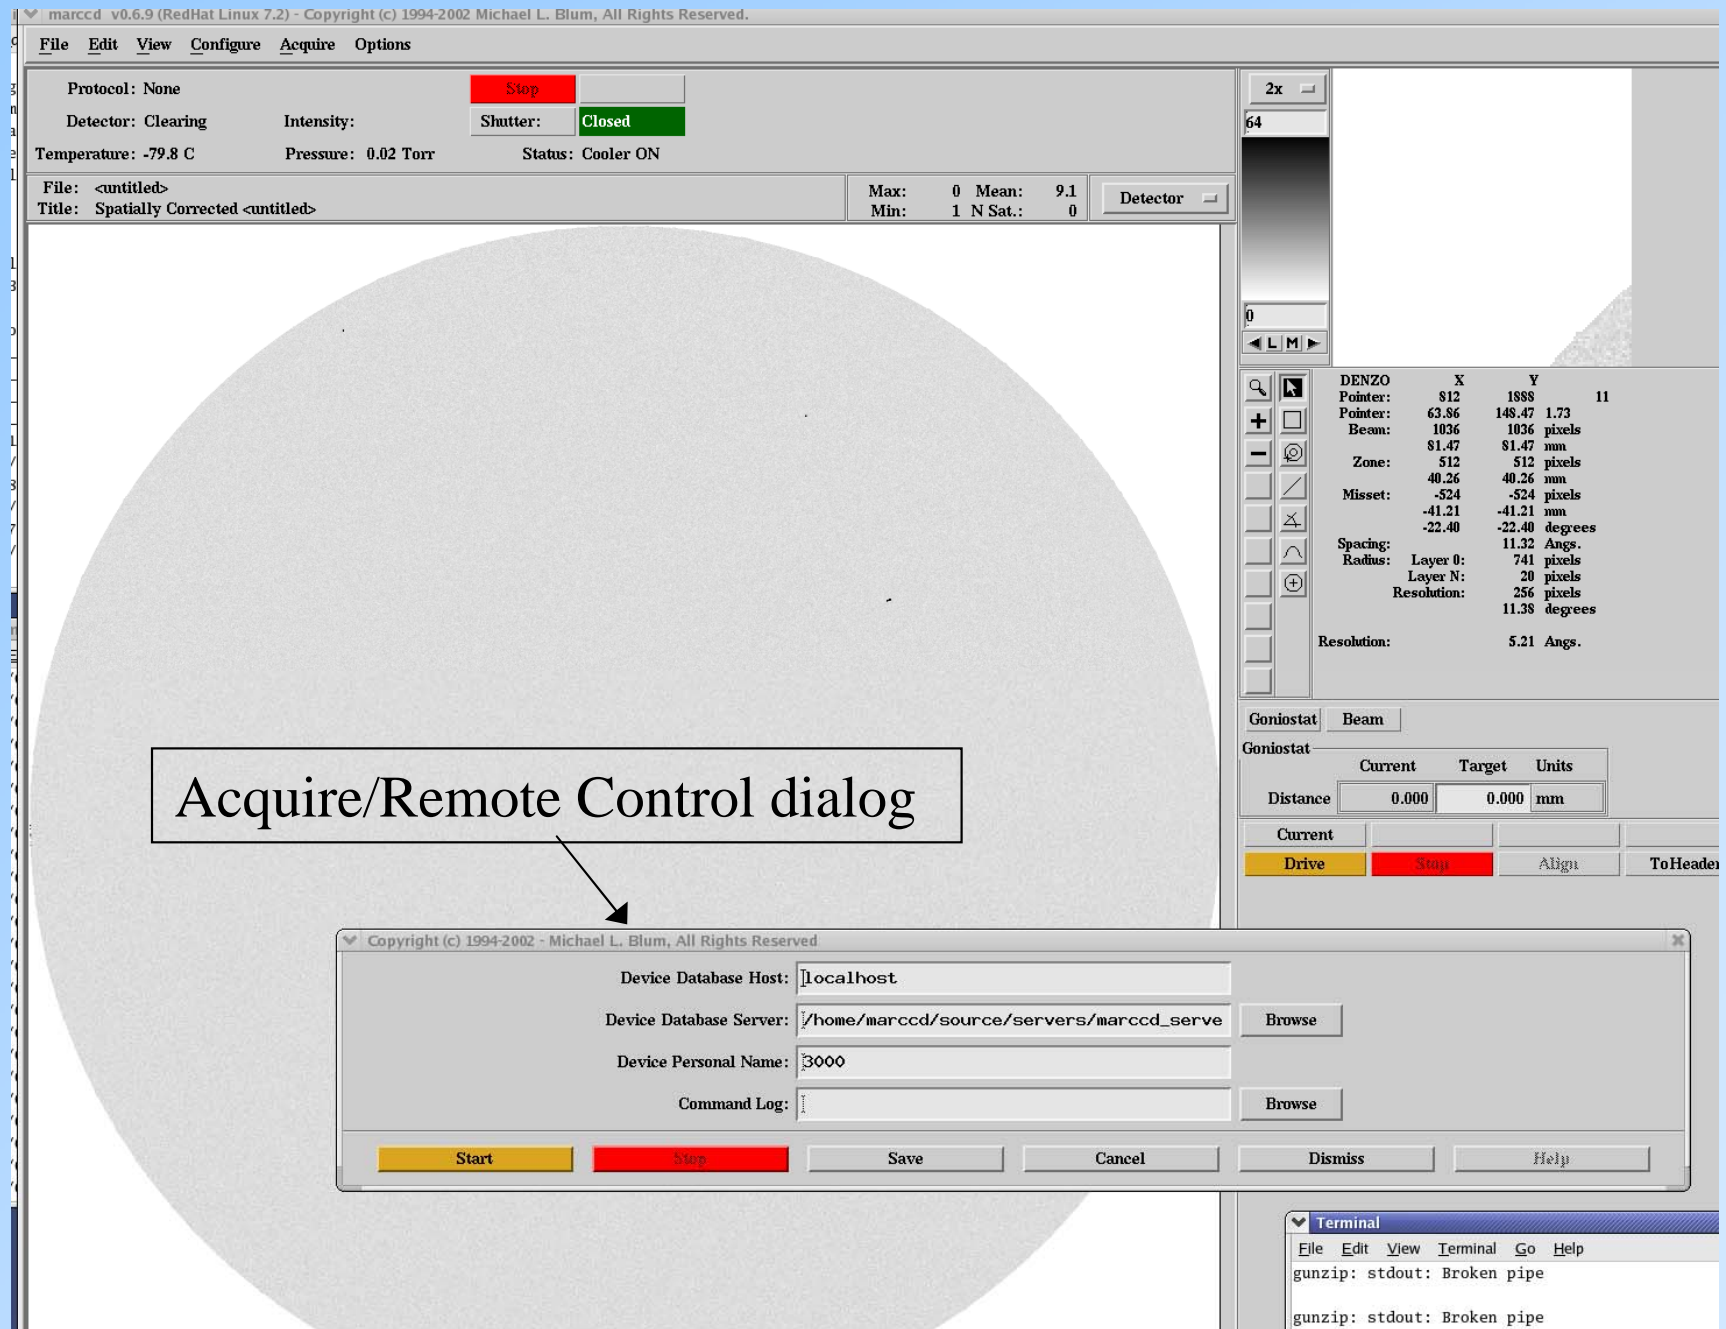 marccd v0.6.9 (RedHat Linux 7.2) - Copyright (c) 1994-2002 Michael L. Blum, All Rights Reserved.
File Edit View Configure Acquire Options
Protocol: None Stop
Detector: Clearing Intensity: Shutter: Closed
Temperature: -79.8 C Pressure: 0.02 Torr Status: Cooler ON
File: <untitled>
Title: Spatially Corrected <untitled>
Max: 0 Mean: 9.1
Min: 1 N Sat.: 0
Detector
2x
64
0
L M
DENZO X Y
Pointer: 812 1888 11
Pointer: 63.86 148.47 1.73
Beam: 1036 1036 pixels
81.47 81.47 mm
Zone: 512 512 pixels
40.26 40.26 mm
Misset: -524 -524 pixels
-41.21 -41.21 mm
-22.40 -22.40 degrees
Spacing: 11.32 Angs.
Radius: Layer 0: 741 pixels
Layer N: 20 pixels
Resolution: 256 pixels
11.38 degrees
Resolution: 5.21 Angs.
Goniostat Beam
Goniostat
Current Target Units
Distance 0.000 0.000 mm
Current
Drive Stop Align ToHeader
Acquire/Remote Control dialog
Copyright (c) 1994-2002 - Michael L. Blum, All Rights Reserved
Device Database Host: localhost
Device Database Server: /home/marccd/source/servers/marccd_serve Browse
Device Personal Name: 3000
Command Log: Browse
Start Stop Save Cancel Dismiss Help
Terminal
File Edit View Terminal Go Help
gunzip: stdout: Broken pipe
gunzip: stdout: Broken pipe